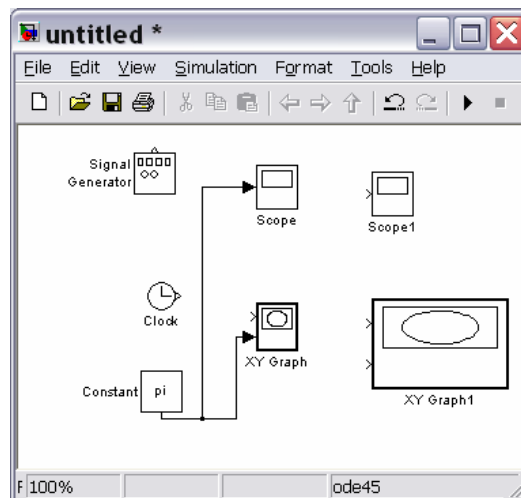 untitled *
File Edit View Simulation Format Tools Help
Signal
Generator
Scope
Scope1
Clock
XY Graph
Constant
pi
XY Graph1
F 100%
ode45